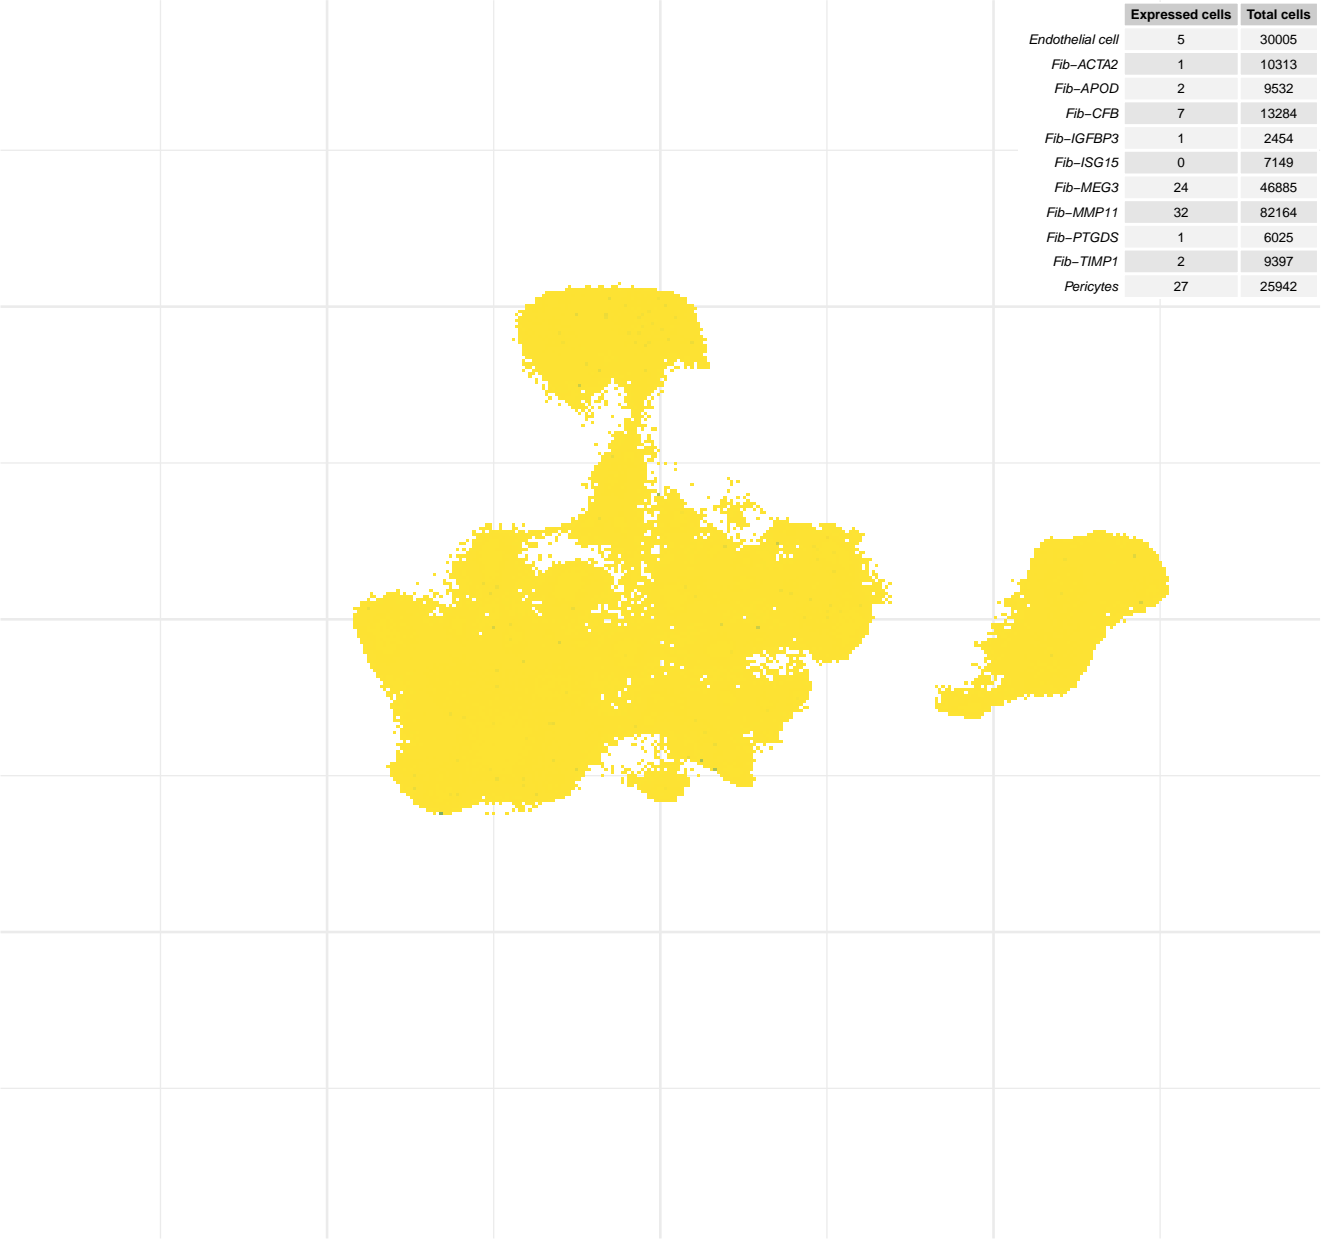 Expressed cells Total cells
Endothelial cell 5 30005
Fib−ACTA2 1 10313
Fib−APOD 2 9532
Fib−CFB 7 13284
Fib−IGFBP3 1 2454
Fib−ISG15 0 7149
Fib−MEG3 24 46885
Fib−MMP11 32 82164
Fib−PTGDS 1 6025
Fib−TIMP1 2 9397
Pericytes 27 25942